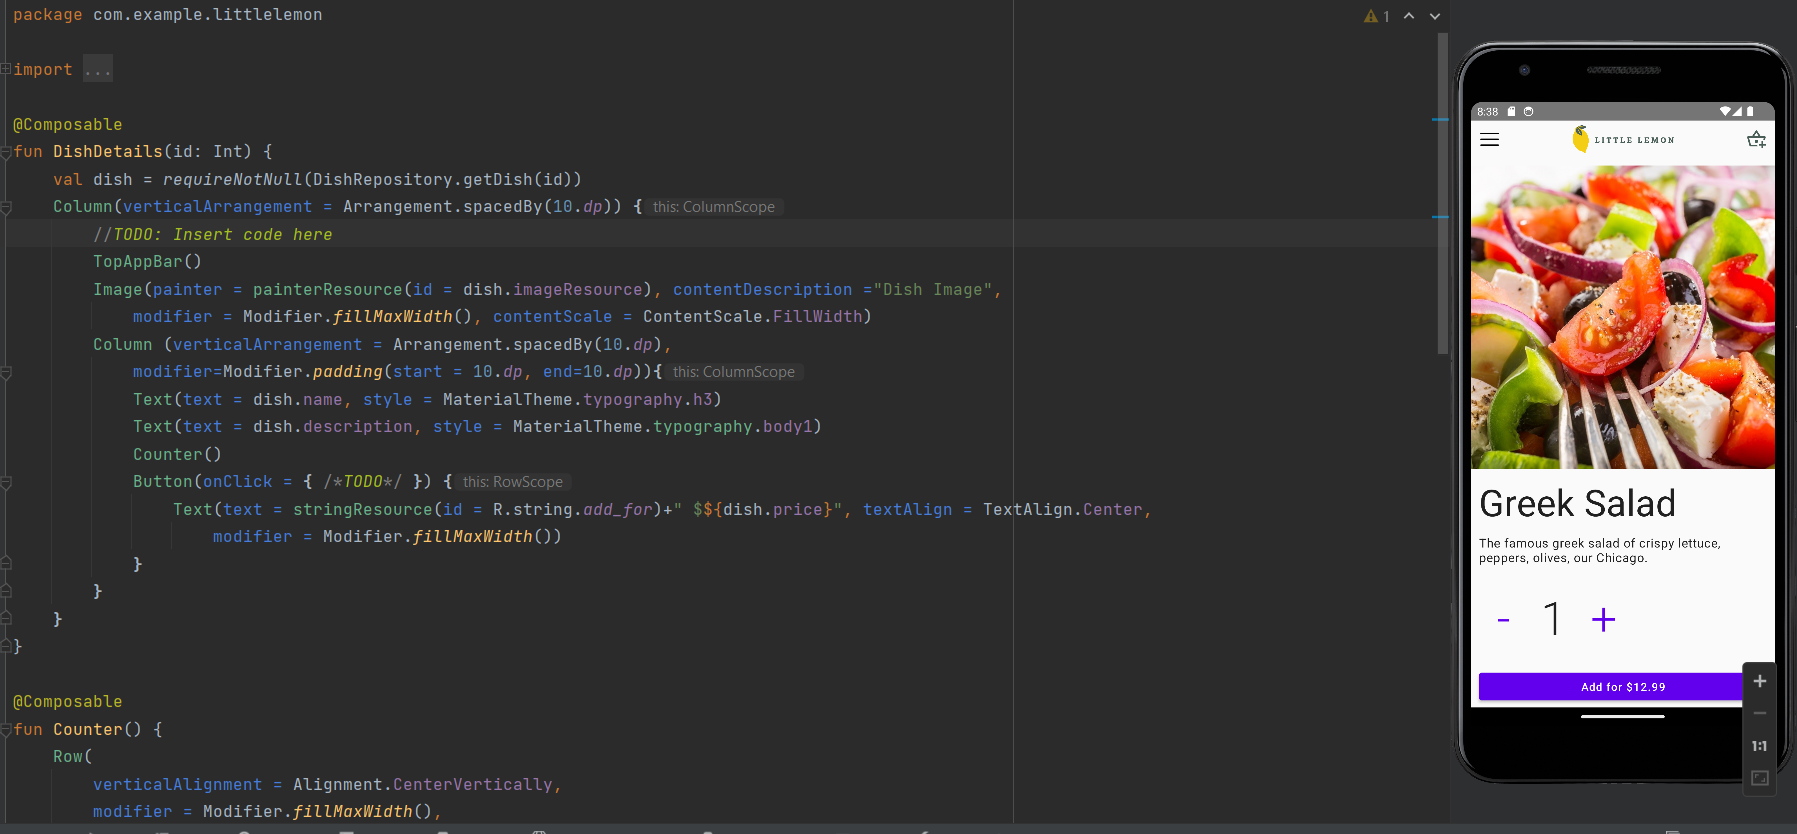 package com.example.littlelemon
import ...
@Composable
fun DishDetails(id: Int) {
val dish = requireNotNull(DishRepository.getDish(id))
Column(verticalArrangement = Arrangement.spacedBy(10.dp)) { this: ColumnScope
//TODO: Insert code here
TopAppBar()
Image(painter = painterResource(id = dish.imageResource), contentDescription ="Dish Image",
modifier = Modifier.fillMaxWidth(), contentScale = ContentScale.FillWidth)
Column (verticalArrangement = Arrangement.spacedBy(10.dp),
modifier=Modifier.padding(start = 10.dp, end=10.dp)){ this: ColumnScope
Text(text = dish.name, style = MaterialTheme.typography.h3)
Text(text = dish.description, style = MaterialTheme.typography.body1)
Counter()
Button(onClick = { /*TODO*/ }) { this: RowScope
Text(text = stringResource(id = R.string.add_for)+" $${dish.price}", textAlign = TextAlign.Center,
modifier = Modifier.fillMaxWidth())
}
}
}
}
@Composable
fun Counter() {
Row(
verticalAlignment = Alignment.CenterVertically,
modifier = Modifier.fillMaxWidth(),
1
8:38
LITTLE LEMON
Greek Salad
The famous greek salad of crispy lettuce,
peppers, olives, our Chicago.
- 1 +
Add for $12.99
+
−
1:1